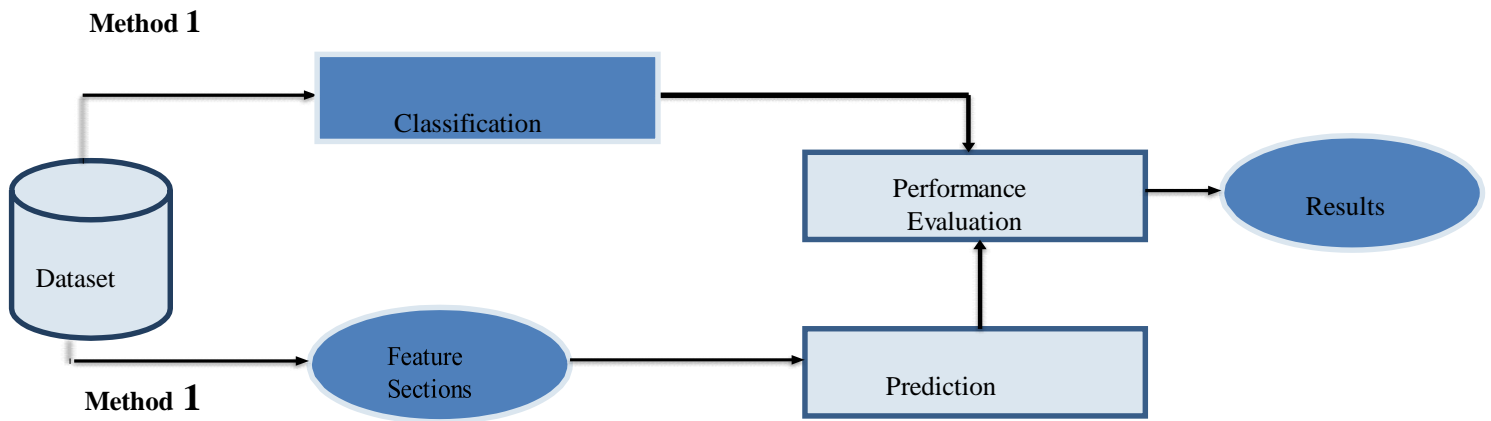 Method 1
Classification
Performance
Evaluation
Results
Dataset
Feature
Sections
Prediction
Method 1